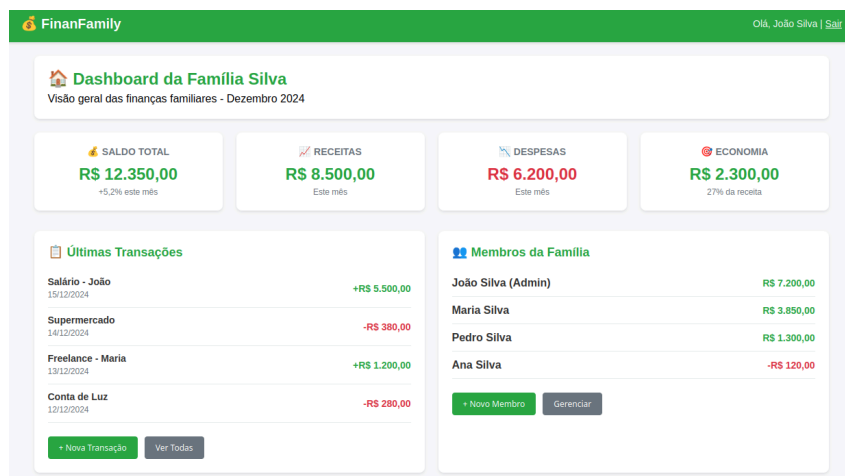 💰 FinanFamily
Olá, João Silva | Sair
🏠 Dashboard da Família Silva
Visão geral das finanças familiares - Dezembro 2024
💰 SALDO TOTAL
R$ 12.350,00
+5,2% este mês
📈 RECEITAS
R$ 8.500,00
Este mês
📉 DESPESAS
R$ 6.200,00
Este mês
🎯 ECONOMIA
R$ 2.300,00
27% da receita
📋 Últimas Transações
Salário - João
15/12/2024
+R$ 5.500,00
Supermercado
14/12/2024
-R$ 380,00
Freelance - Maria
13/12/2024
+R$ 1.200,00
Conta de Luz
12/12/2024
-R$ 280,00
+ Nova Transação
Ver Todas
👥 Membros da Família
João Silva (Admin)
R$ 7.200,00
Maria Silva
R$ 3.850,00
Pedro Silva
R$ 1.300,00
Ana Silva
-R$ 120,00
+ Novo Membro
Gerenciar